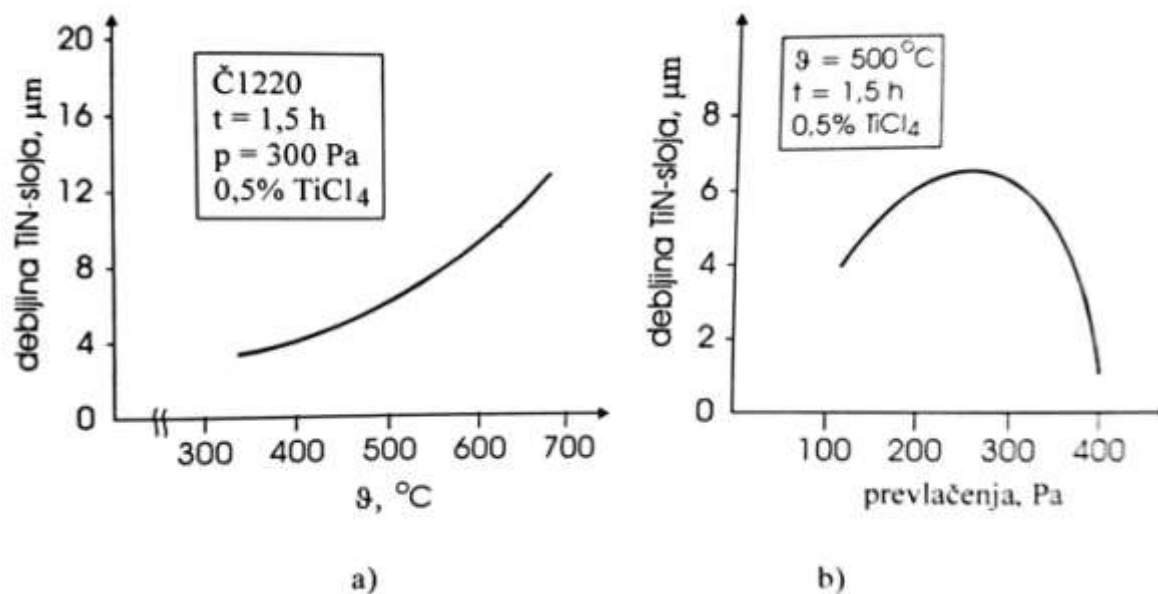 debljina TiN-sloja, μm
20
16
12
8
4
0
Č1220
t = 1,5 h
p = 300 Pa
0,5% TiCl4
300 400 500 600 700
ϑ, °C
a)
debljina TiN-sloja, μm
8
6
4
2
0
ϑ = 500°C
t = 1,5 h
0,5% TiCl4
100 200 300 400
prevlačenja, Pa
b)